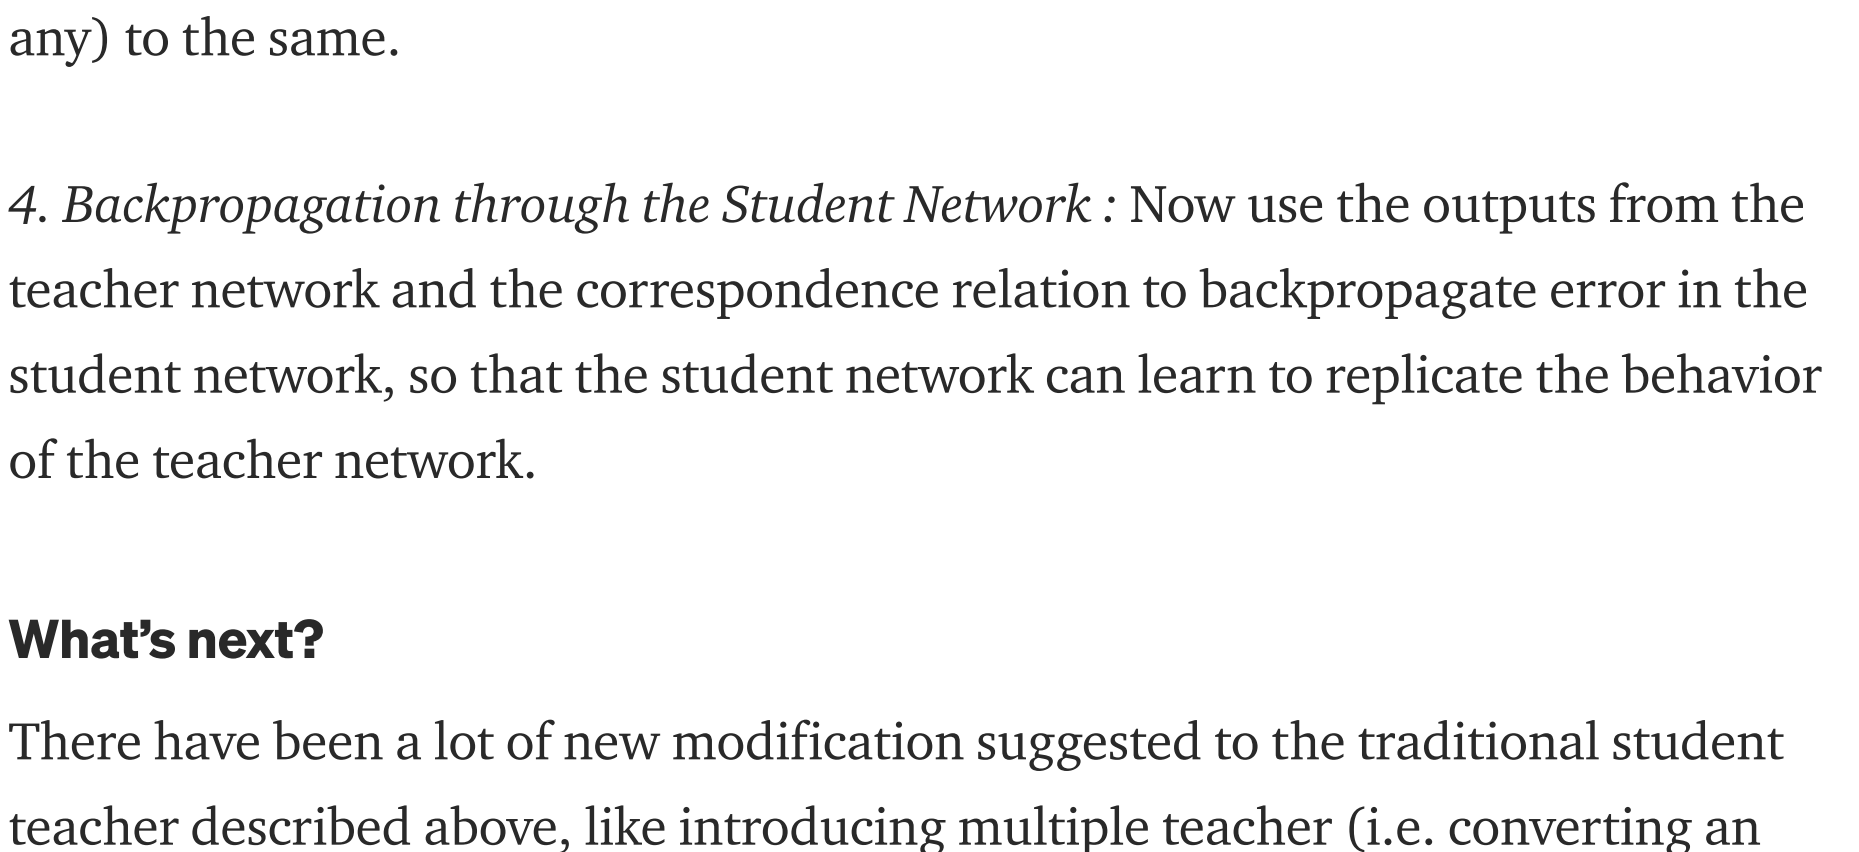 any) to the same.
4. Backpropagation through the Student Network : Now use the outputs from the
teacher network and the correspondence relation to backpropagate error in the
student network, so that the student network can learn to replicate the behavior
of the teacher network.
What’s next?
There have been a lot of new modification suggested to the traditional student
teacher described above, like introducing multiple teacher (i.e. converting an